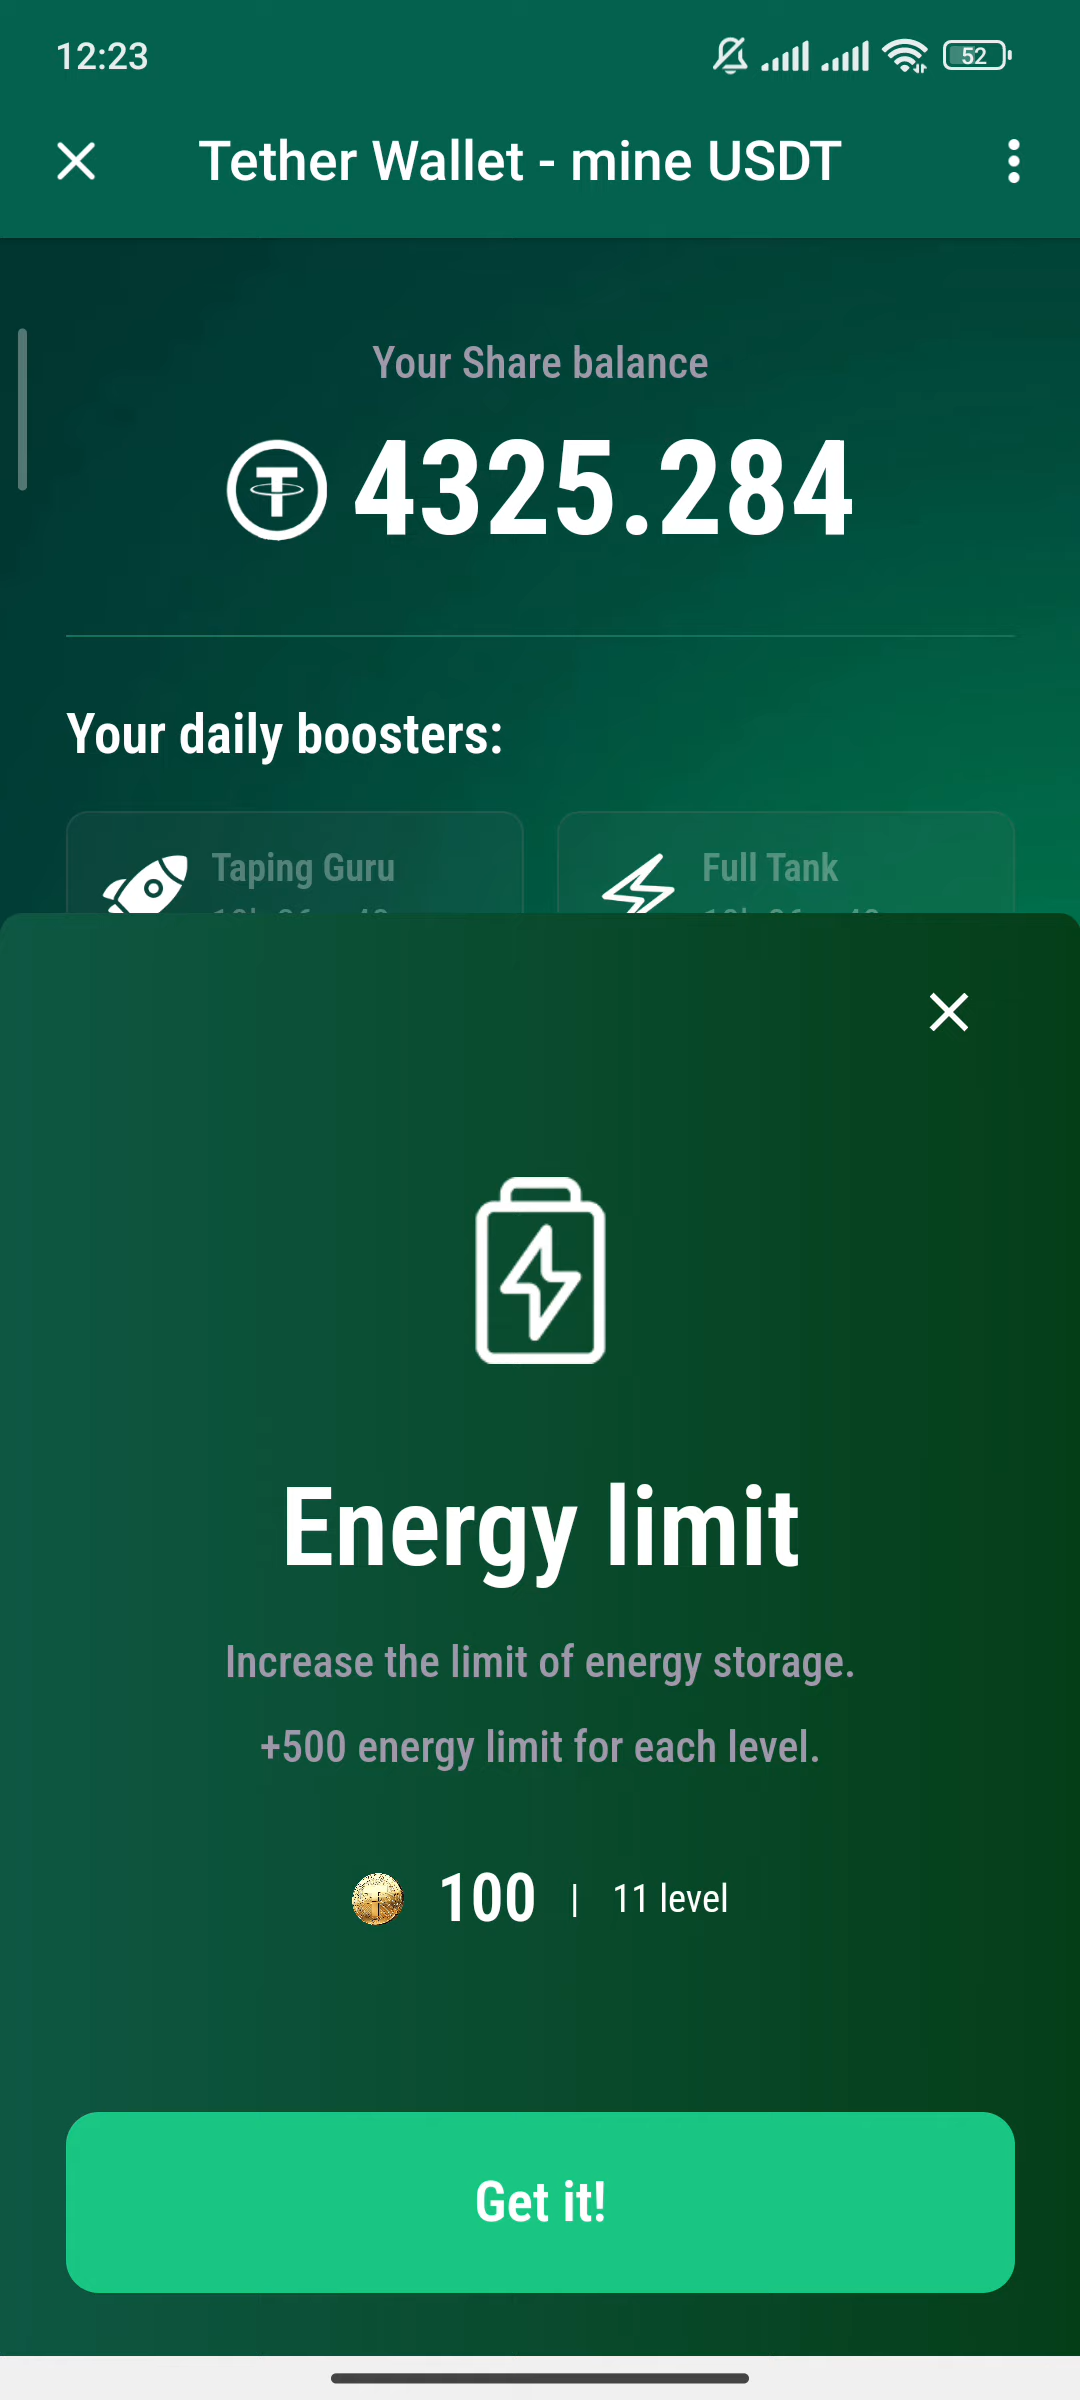 12:23
52
Tether Wallet - mine USDT
Your Share balance
4325.284
Your daily boosters:
Taping Guru
Full Tank
Energy limit
Increase the limit of energy storage.
+500 energy limit for each level.
100 | 11 level
Get it!